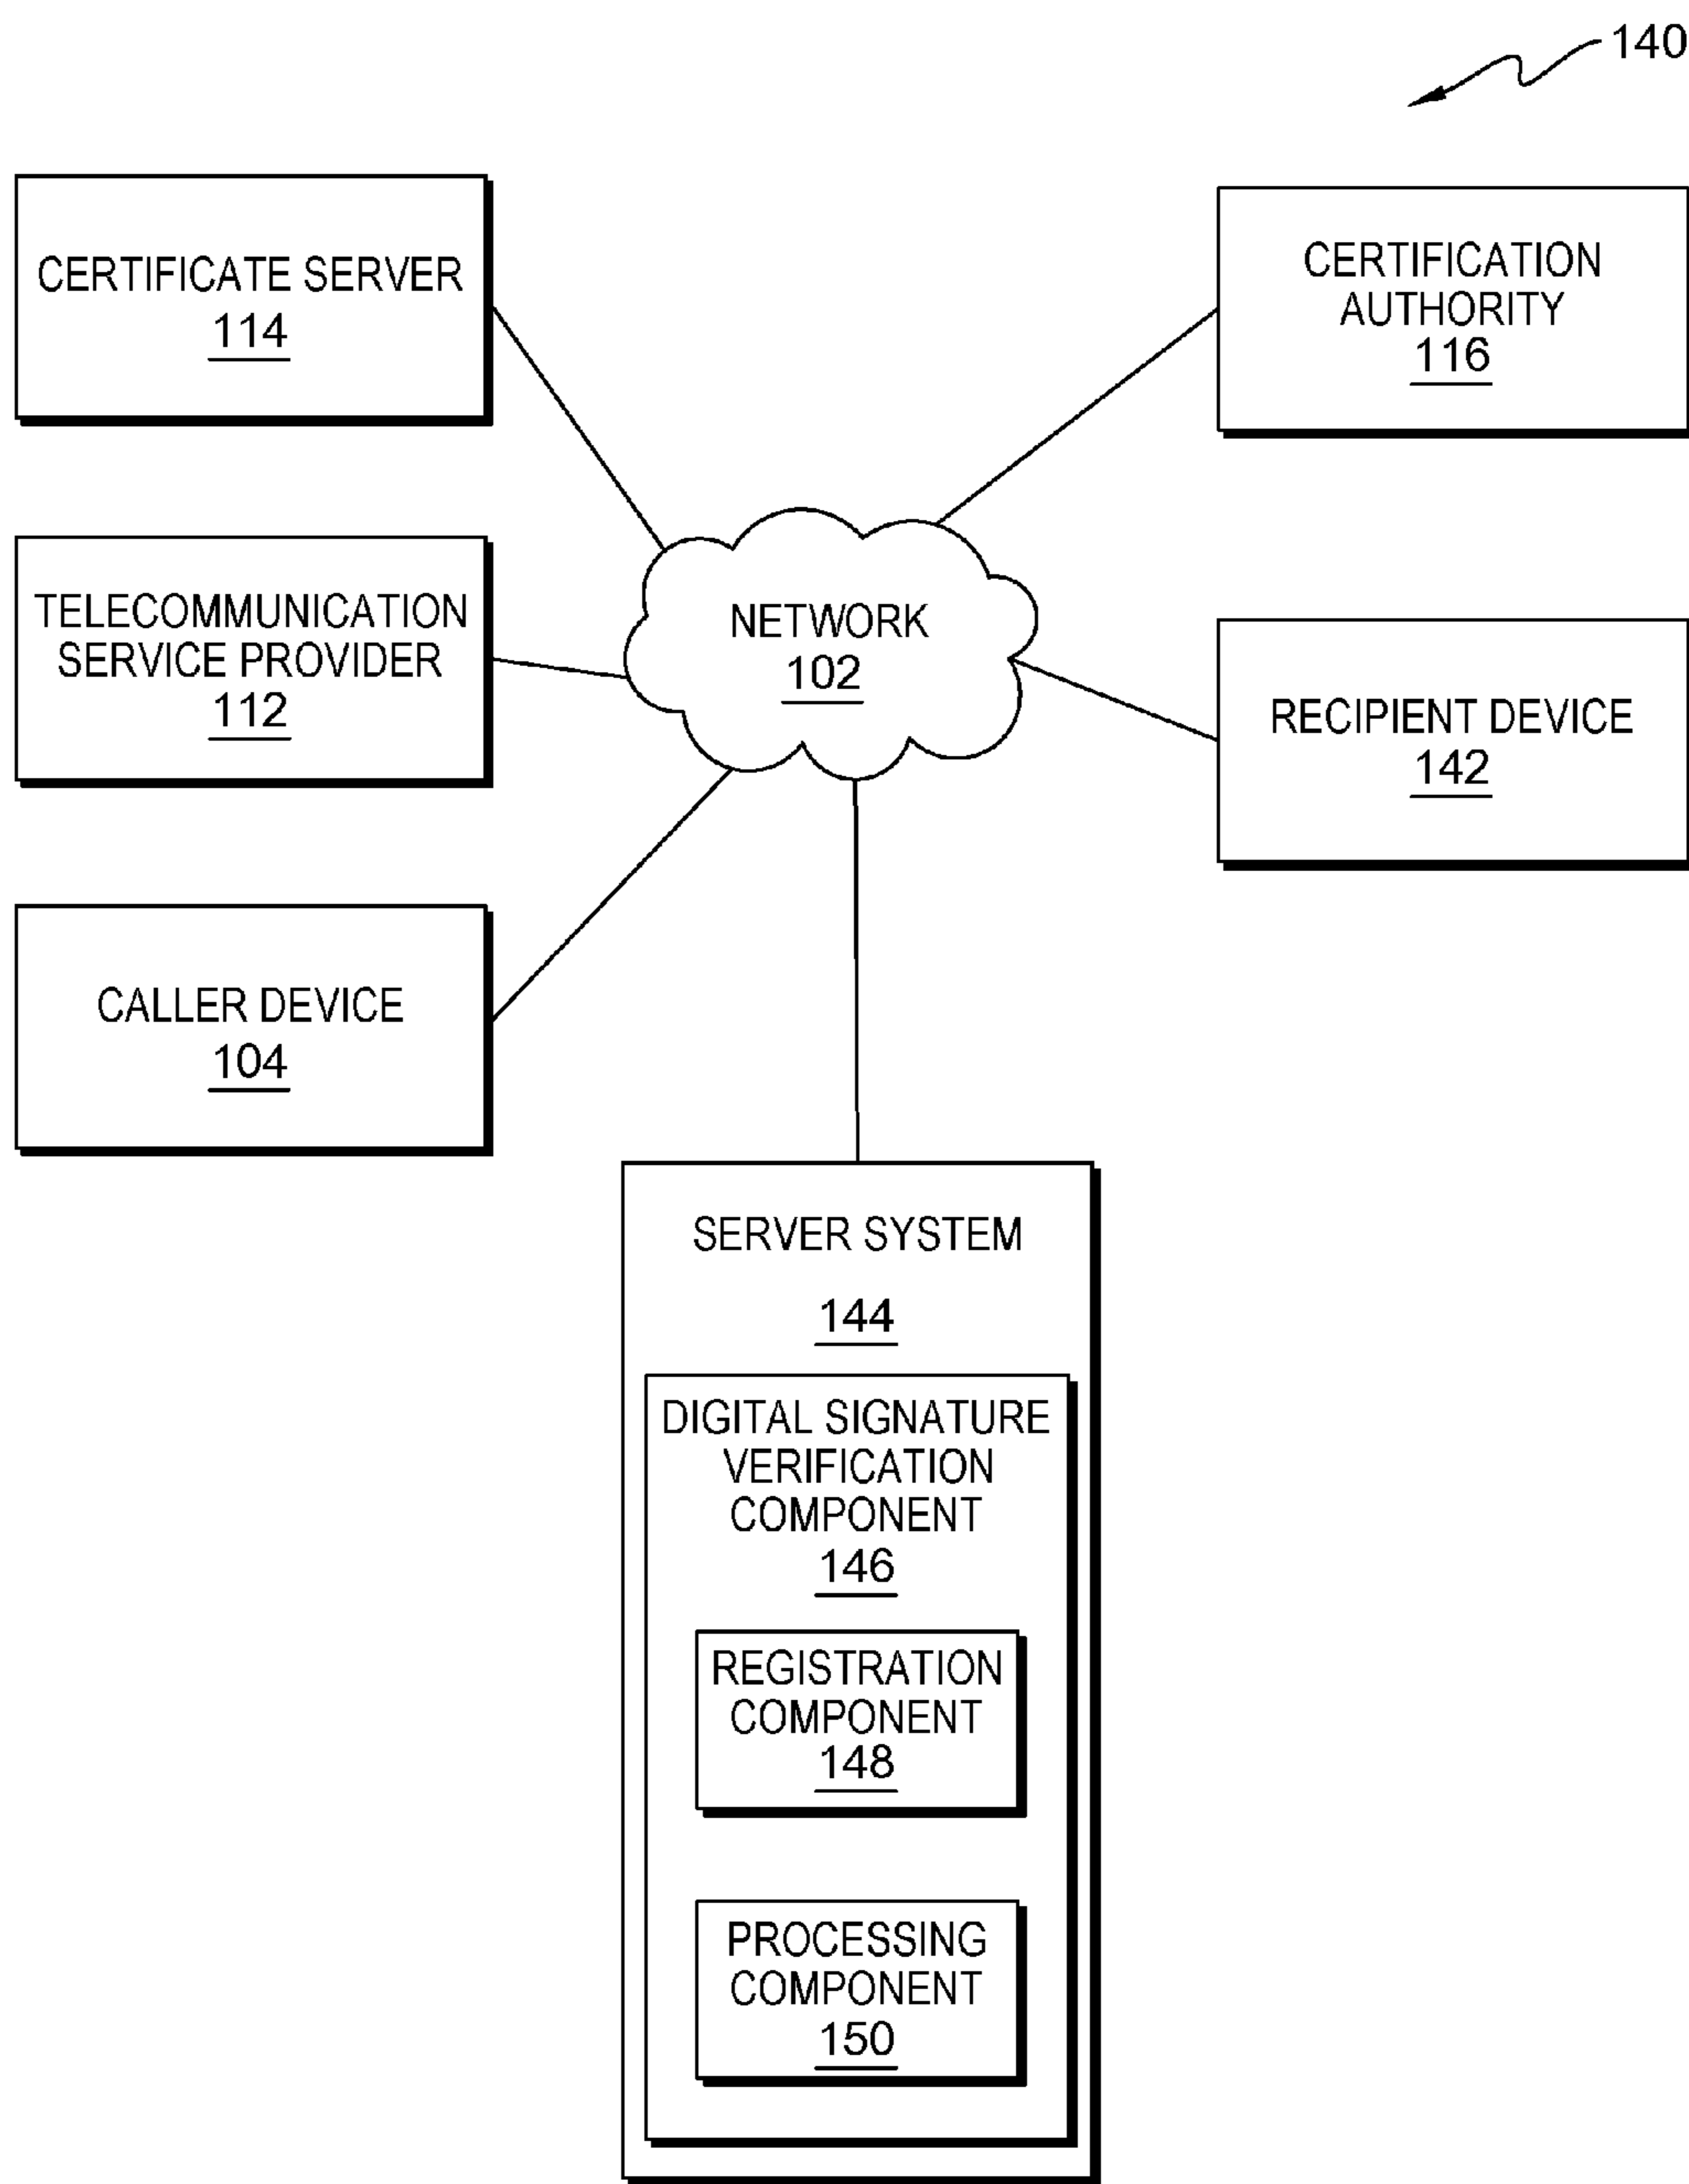 140
CERTIFICATE SERVER
114
CERTIFICATION
AUTHORITY
116
TELECOMMUNICATION
SERVICE PROVIDER
112
NETWORK
102
RECIPIENT DEVICE
142
CALLER DEVICE
104
SERVER SYSTEM
144
DIGITAL SIGNATURE
VERIFICATION
COMPONENT
146
REGISTRATION
COMPONENT
148
PROCESSING
COMPONENT
150